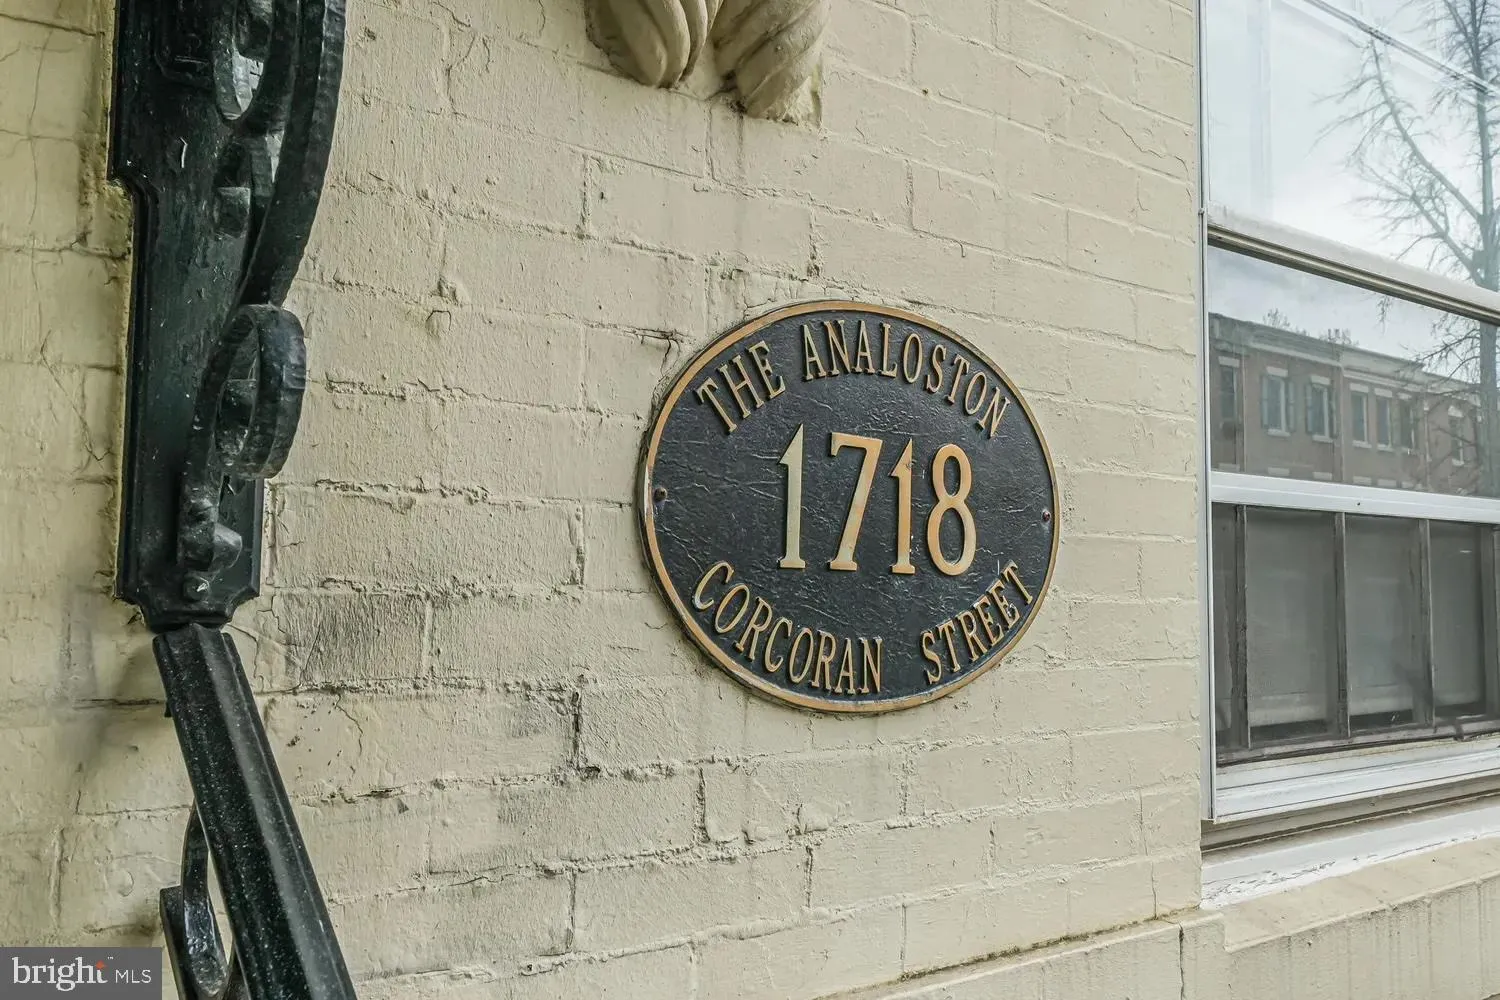 THE ANALOSTON
1718
CORCORAN STREET
bright MLS